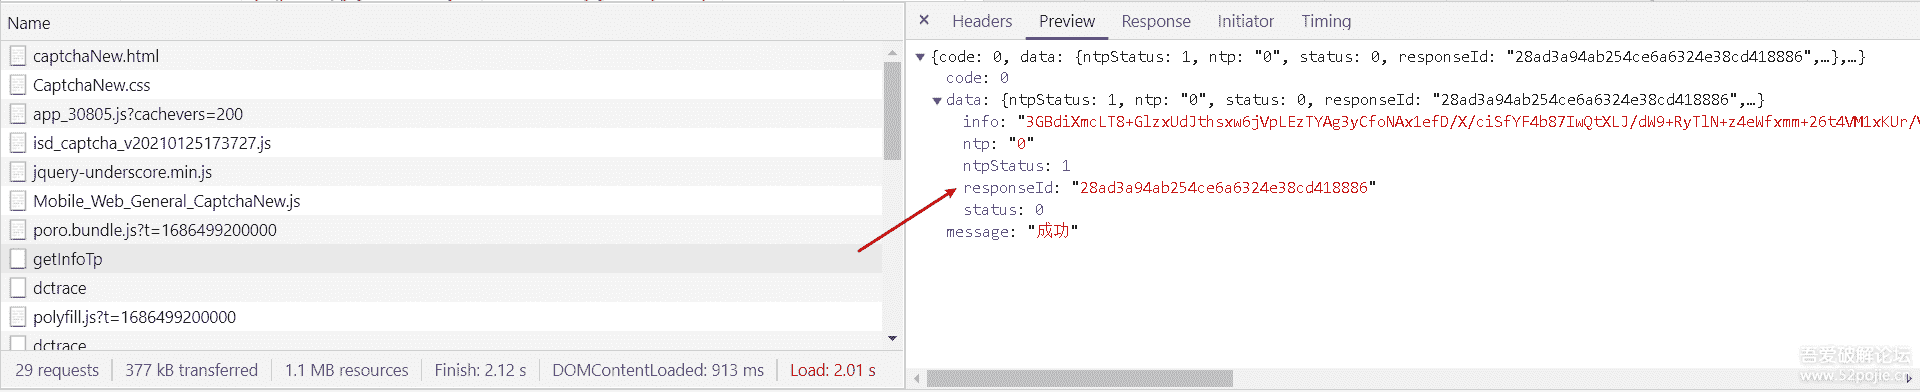 Name
captchaNew.html
CaptchaNew.css
app_30805.js?cachevers=200
isd_captcha_v20210125173727.js
jquery-underscore.min.js
Mobile_Web_General_CaptchaNew.js
poro.bundle.js?t=1686499200000
getInfoTp
dctrace
polyfill.js?t=1686499200000
dctrace
29 requests 377 kB transferred 1.1 MB resources Finish: 2.12 s DOMContentLoaded: 913 ms Load: 2.01 s
× Headers Preview Response Initiator Timing
▼{code: 0, data: {ntpStatus: 1, ntp: "0", status: 0, responseId: "28ad3a94ab254ce6a6324e38cd418886",…},…}
code: 0
▼data: {ntpStatus: 1, ntp: "0", status: 0, responseId: "28ad3a94ab254ce6a6324e38cd418886",…}
info: "3GBdiXmcLT8+GlzxUdJthsxw6jVpLEzTYAg3yCfoNAx1efD/X/ciSfYF4b87IwQtXLJ/dW9+RyTlN+z4eWfxmm+26t4VM1xKUr/
ntp: "0"
ntpStatus: 1
responseId: "28ad3a94ab254ce6a6324e38cd418886"
status: 0
message: "成功"
吾爱破解论坛
www.52pojie.cn